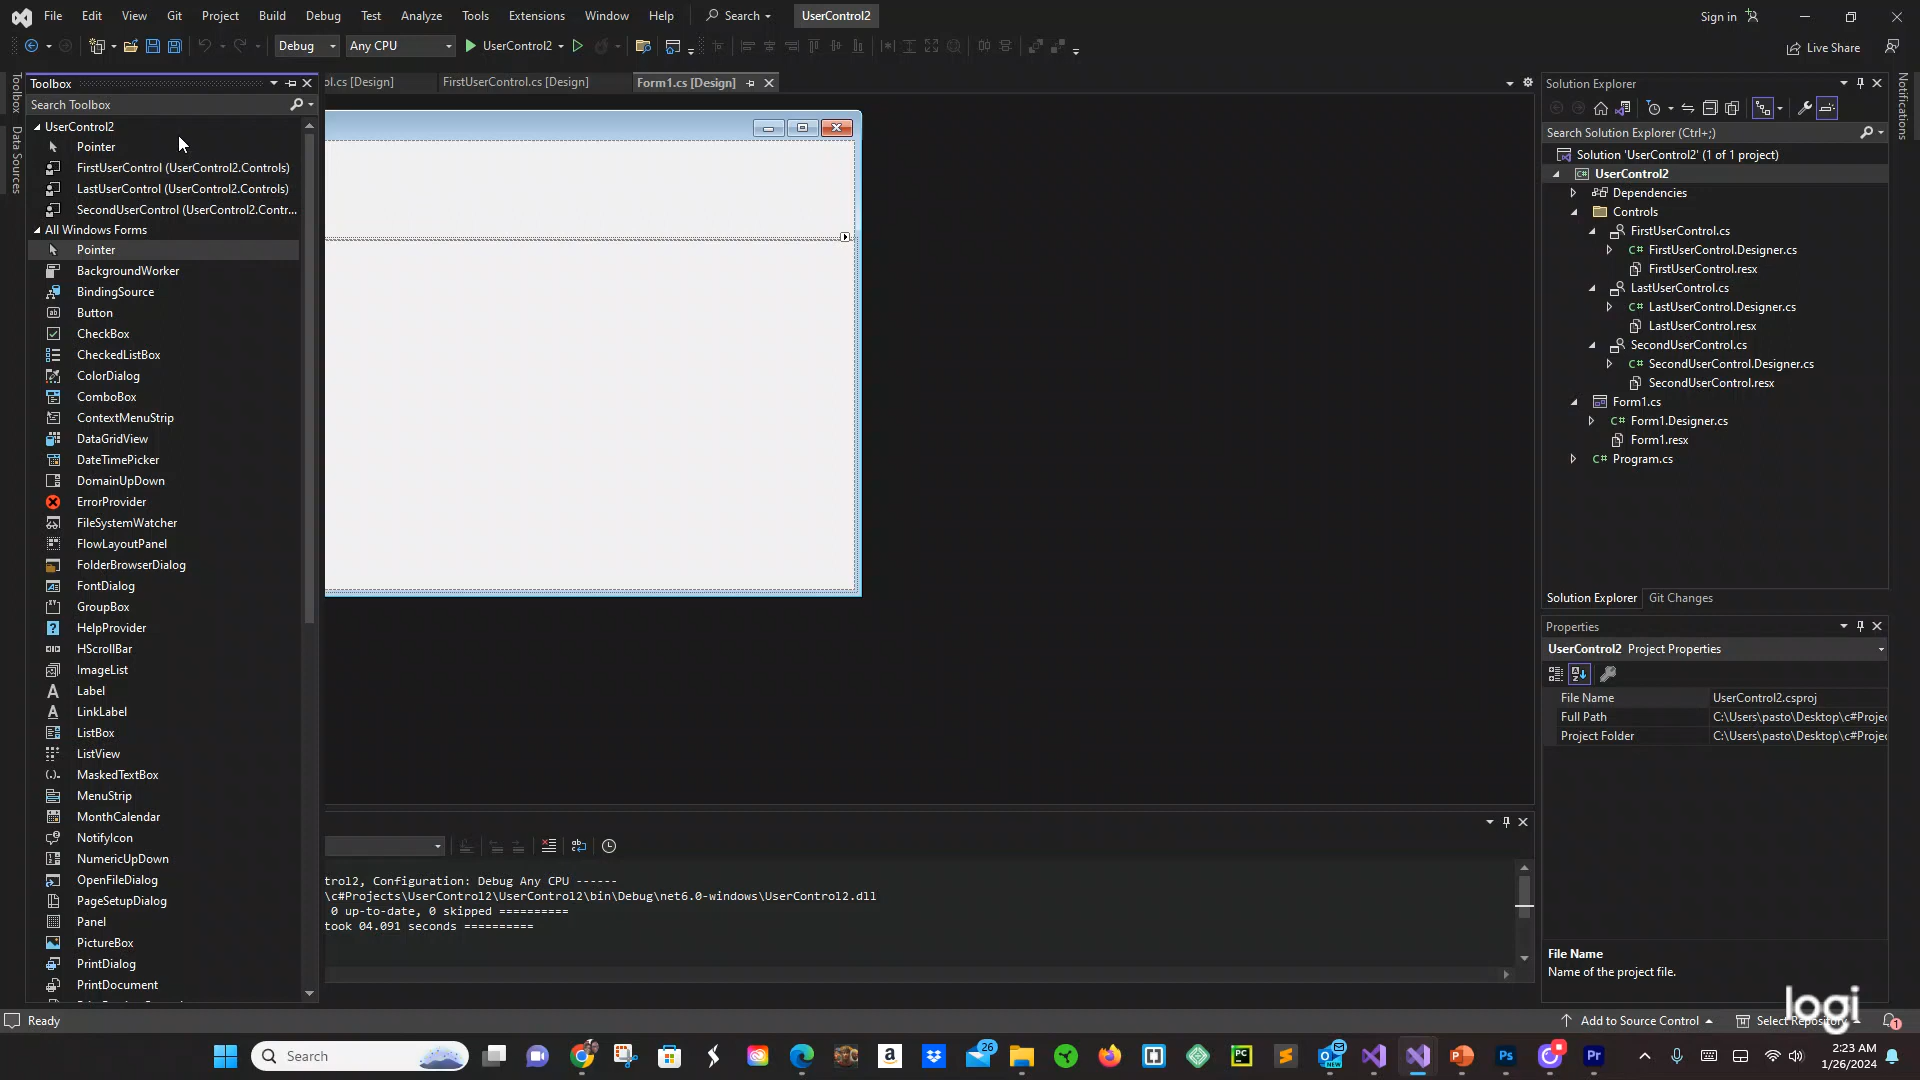 File Edit View Git Project Build Debug Test Analyze Tools Extensions Window Help Search UserControl2 Sign in
Debug Any CPU UserControl2 Live Share
Toolbox
Data Sources
Toolbox
ol.cs [Design] FirstUserControl.cs [Design] Form1.cs [Design]
Search Toolbox
UserControl2
Pointer
FirstUserControl (UserControl2.Controls)
LastUserControl (UserControl2.Controls)
SecondUserControl (UserControl2.Contr...
All Windows Forms
Pointer
BackgroundWorker
BindingSource
Button
CheckBox
CheckedListBox
ColorDialog
ComboBox
ContextMenuStrip
DataGridView
DateTimePicker
DomainUpDown
ErrorProvider
FileSystemWatcher
FlowLayoutPanel
FolderBrowserDialog
FontDialog
GroupBox
HelpProvider
HScrollBar
ImageList
Label
LinkLabel
ListBox
ListView
MaskedTextBox
MenuStrip
MonthCalendar
NotifyIcon
NumericUpDown
OpenFileDialog
PageSetupDialog
Panel
PictureBox
PrintDialog
PrintDocument
trol2, Configuration: Debug Any CPU ------
\c#Projects\UserControl2\UserControl2\bin\Debug\net6.0-windows\UserControl2.dll
0 up-to-date, 0 skipped ==========
took 04.091 seconds ==========
Solution Explorer
Search Solution Explorer (Ctrl+;)
Solution 'UserControl2' (1 of 1 project)
UserControl2
Dependencies
Controls
FirstUserControl.cs
FirstUserControl.Designer.cs
FirstUserControl.resx
LastUserControl.cs
LastUserControl.Designer.cs
LastUserControl.resx
SecondUserControl.cs
SecondUserControl.Designer.cs
SecondUserControl.resx
Form1.cs
Form1.Designer.cs
Form1.resx
Program.cs
Solution Explorer Git Changes
Properties
UserControl2 Project Properties
File Name UserControl2.csproj
Full Path C:\Users\pasto\Desktop\c#Projec
Project Folder C:\Users\pasto\Desktop\c#Projec
File Name
Name of the project file.
Notifications
logi
Ready Add to Source Control Select Repository 1
Search 26 NEW 2:23 AM
1/26/2024